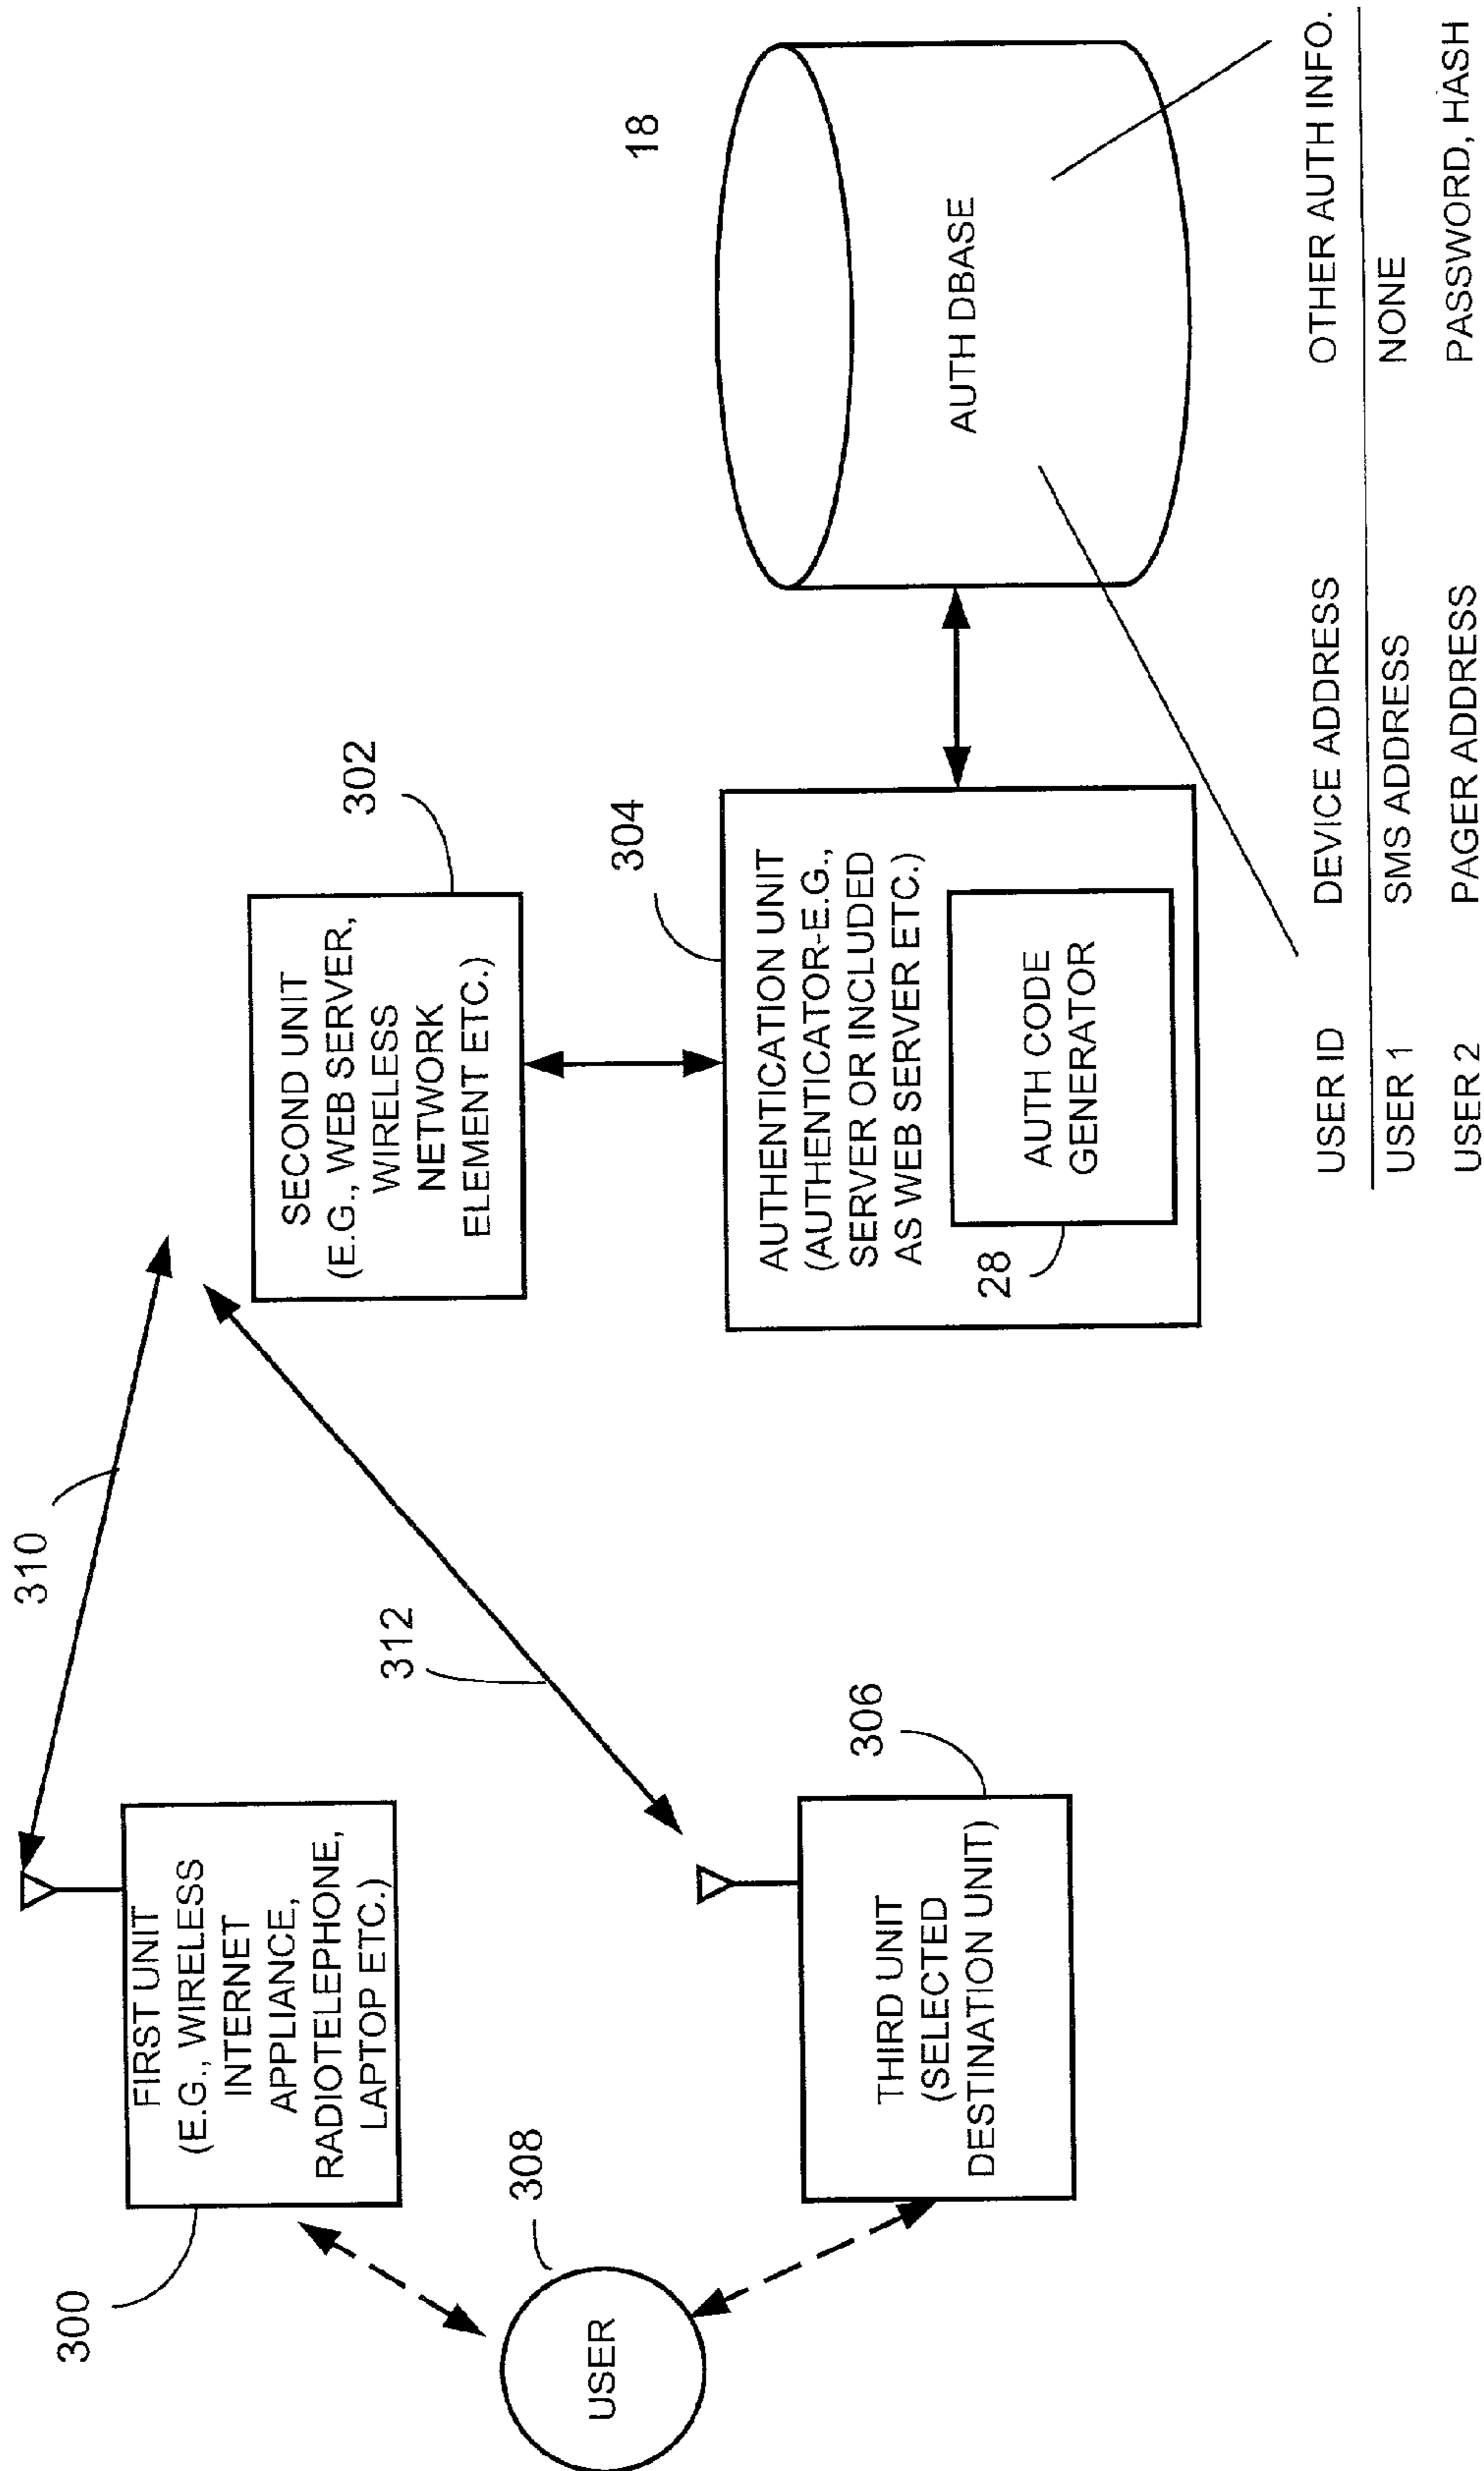 300
FIRST UNIT
(E.G., WIRELESS
INTERNET
APPLIANCE,
RADIOTELEPHONE,
LAPTOP ETC.)
310
312
308
USER
THIRD UNIT
(SELECTED
DESTINATION UNIT)
306
302
SECOND UNIT
(E.G., WEB SERVER,
WIRELESS
NETWORK
ELEMENT ETC.)
304
AUTHENTICATION UNIT
(AUTHENTICATOR-E.G.,
SERVER OR INCLUDED
AS WEB SERVER ETC.)
28
AUTH CODE
GENERATOR
18
AUTH DBASE
USER ID DEVICE ADDRESS OTHER AUTH INFO.
USER 1 SMS ADDRESS NONE
USER 2 PAGER ADDRESS PASSWORD, HASH